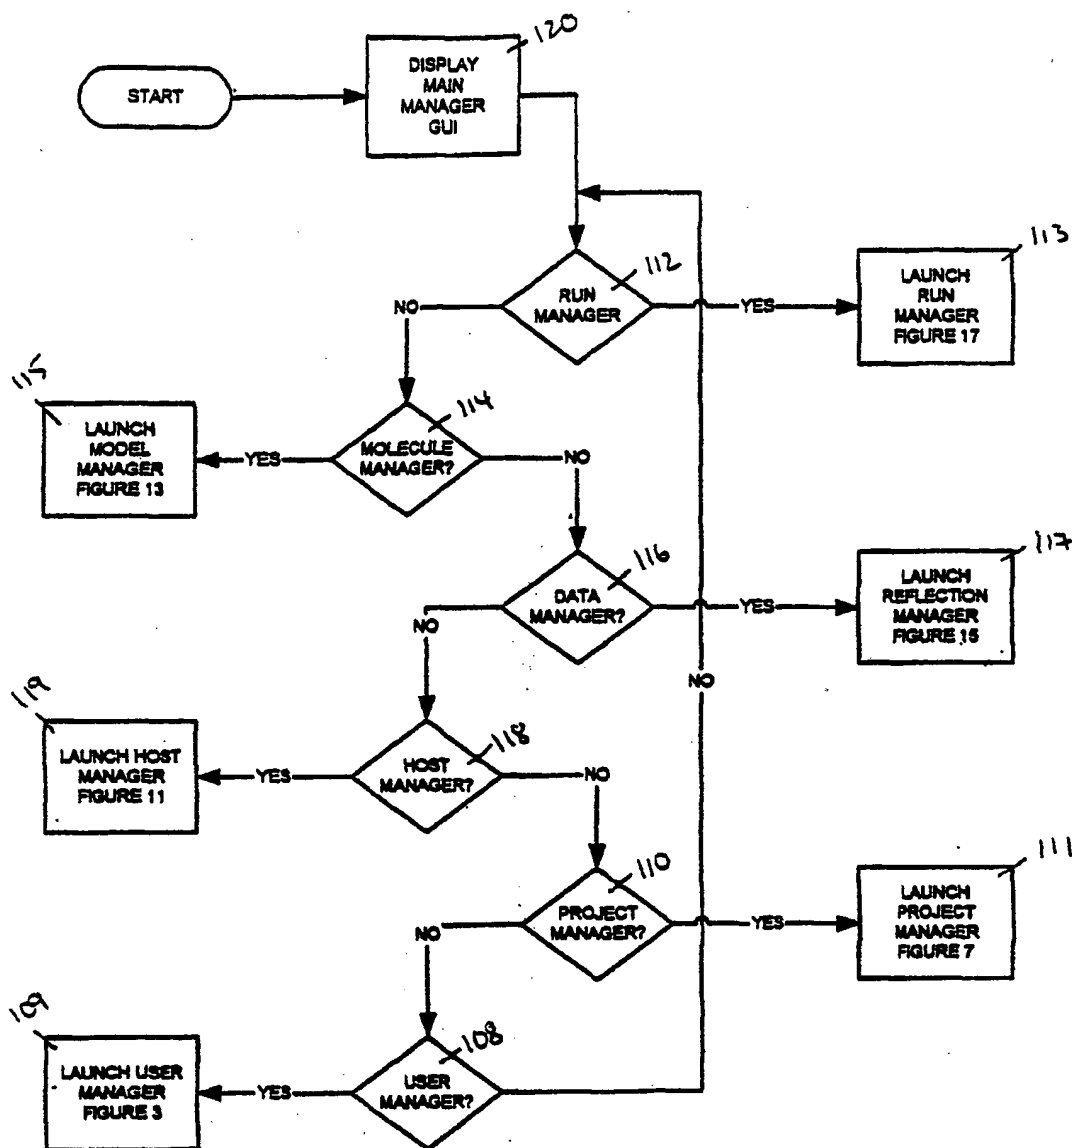 120
START
DISPLAY
MAIN
MANAGER
GUI
112
RUN
MANAGER
NO
YES
113
LAUNCH
RUN
MANAGER
FIGURE 17
115
LAUNCH
MODEL
MANAGER
FIGURE 13
YES
114
MOLECULE
MANAGER?
NO
116
DATA
MANAGER?
NO
YES
117
LAUNCH
REFLECTION
MANAGER
FIGURE 15
NO
119
LAUNCH HOST
MANAGER
FIGURE 11
YES
118
HOST
MANAGER?
NO
110
PROJECT
MANAGER?
NO
YES
111
LAUNCH
PROJECT
MANAGER
FIGURE 7
109
LAUNCH USER
MANAGER
FIGURE 3
YES
108
USER
MANAGER?